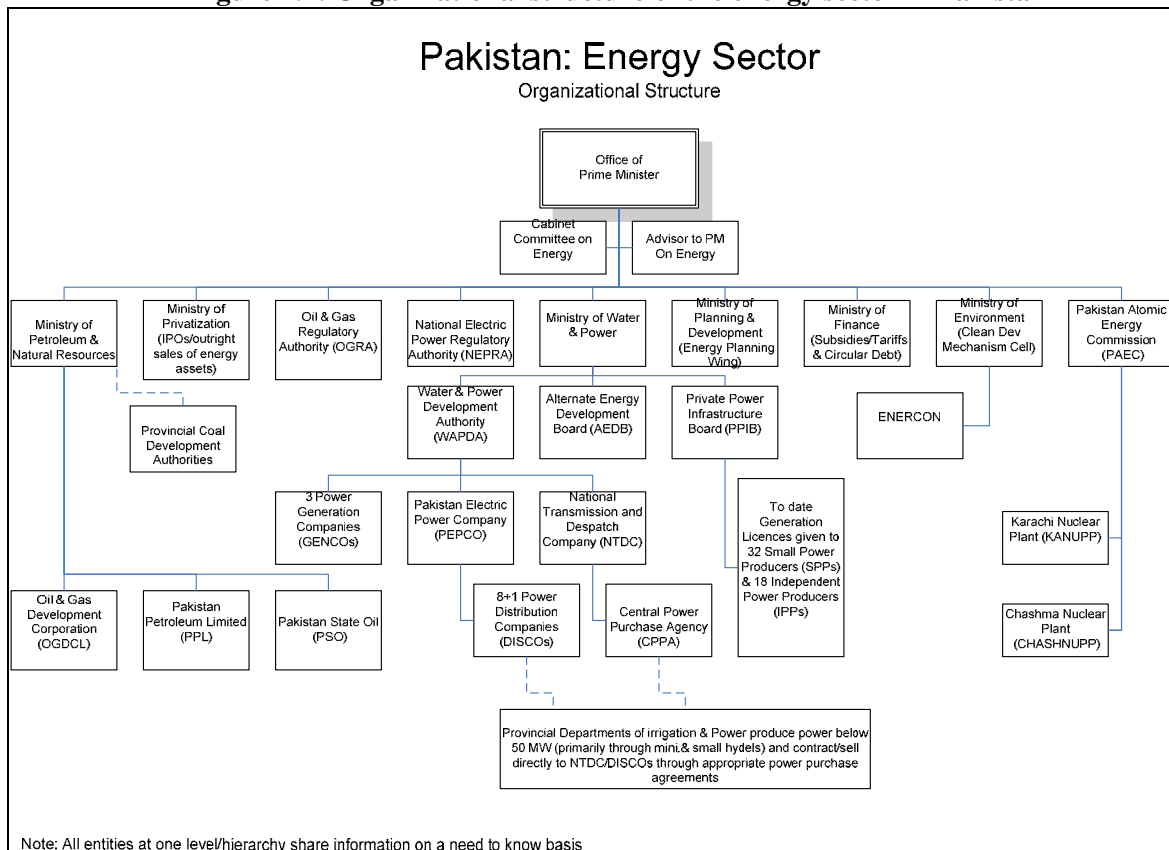 Figure Organizational structure of the energy sector in Pakistan
Pakistan: Energy Sector
Organizational Structure
Office of
Prime Minister
Cabinet
Committee on
Energy
Advisor to PM
On Energy
Ministry of
Petroleum &
Natural Resources
Ministry of
Privatization
(IPOs/outright
sales of energy
assets)
Oil & Gas
Regulatory
Authority (OGRA)
National Electric
Power Regulatory
Authority (NEPRA)
Ministry of Water
& Power
Ministry of
Planning &
Development
(Energy Planning
Wing)
Ministry of
Finance
(Subsidies/Tariffs
& Circular Debt)
Ministry of
Environment
(Clean Dev
Mechanism Cell)
Pakistan Atomic
Energy
Commission
(PAEC)
Provincial Coal
Development
Authorities
Water & Power
Development
Authority
(WAPDA)
Alternate Energy
Development
Board (AEDB)
Private Power
Infrastructure
Board (PPIB)
ENERCON
3 Power
Generation
Companies
(GENCOs)
Pakistan Electric
Power Company
(PEPCO)
National
Transmission and
Despatch
Company (NTDC)
To date
Generation
Licences given to
32 Small Power
Producers (SPPs)
& 18 Independent
Power Producers
(IPPs)
Karachi Nuclear
Plant (KANUPP)
Oil & Gas
Development
Corporation
(OGDCL)
Pakistan
Petroleum Limited
(PPL)
Pakistan State Oil
(PSO)
8+1 Power
Distribution
Companies
(DISCOs)
Central Power
Purchase Agency
(CPPA)
Chashma Nuclear
Plant
(CHASHNUPP)
Provincial Departments of irrigation & Power produce power below
50 MW (primarily through mini.& small hydels) and contract/sell
directly to NTDC/DISCOs through appropriate power purchase
agreements
Note: All entities at one level/hierarchy share information on a need to know basis